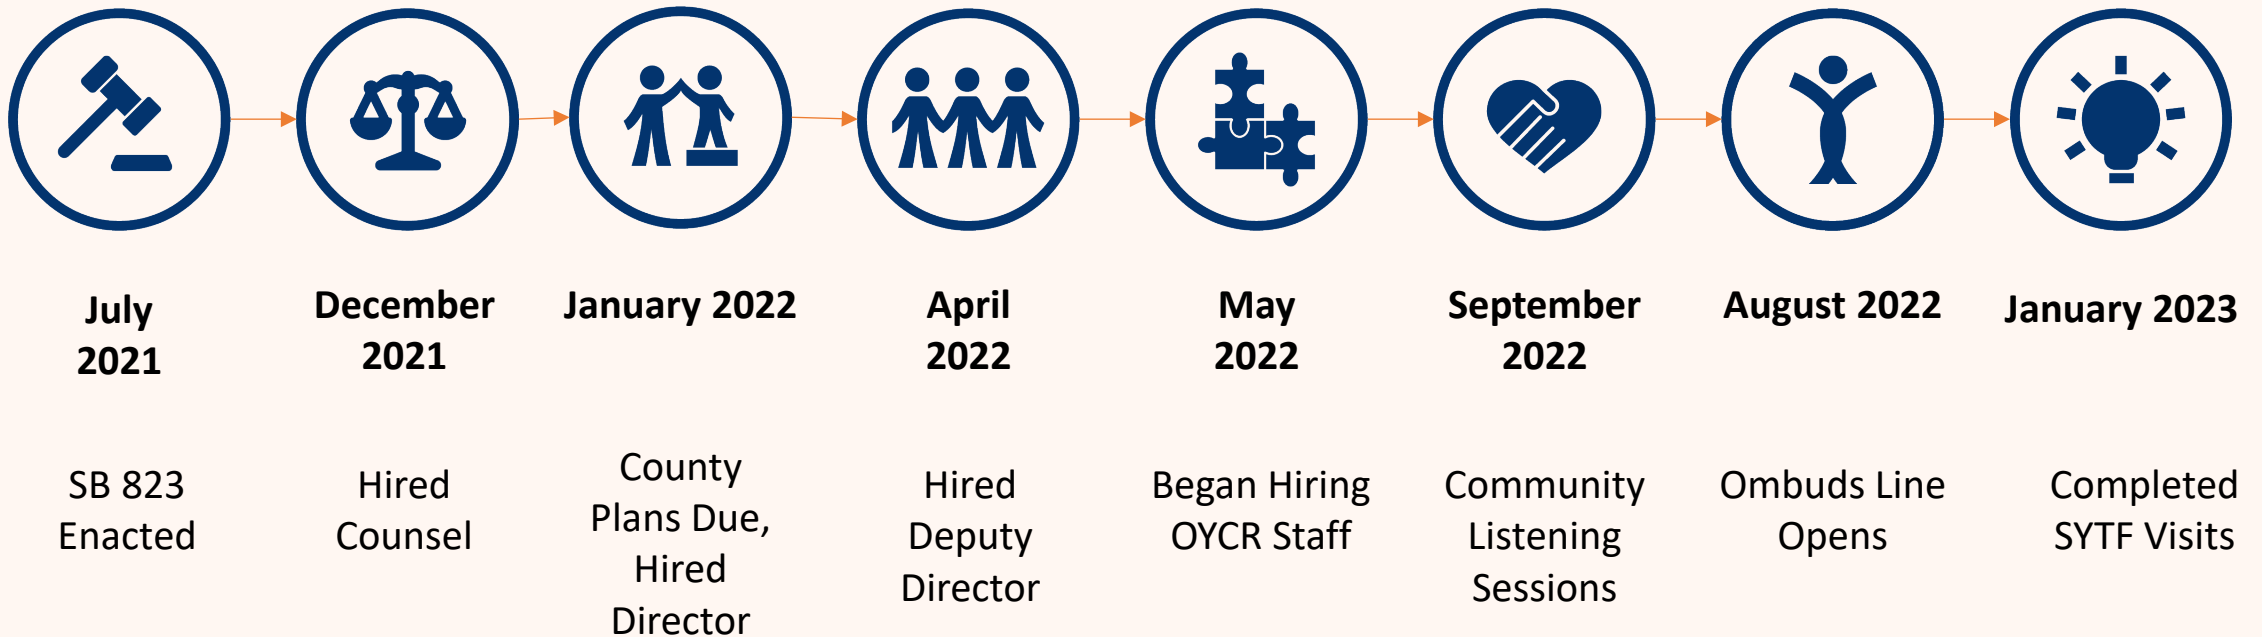 July
2021
SB 823
Enacted
December
2021
Hired
Counsel
January 2022
County
Plans Due,
Hired
Director
April
2022
Hired
Deputy
Director
May
2022
Began Hiring
OYCR Staff
September
2022
Community
Listening
Sessions
August 2022
Ombuds Line
Opens
January 2023
Completed
SYTF Visits